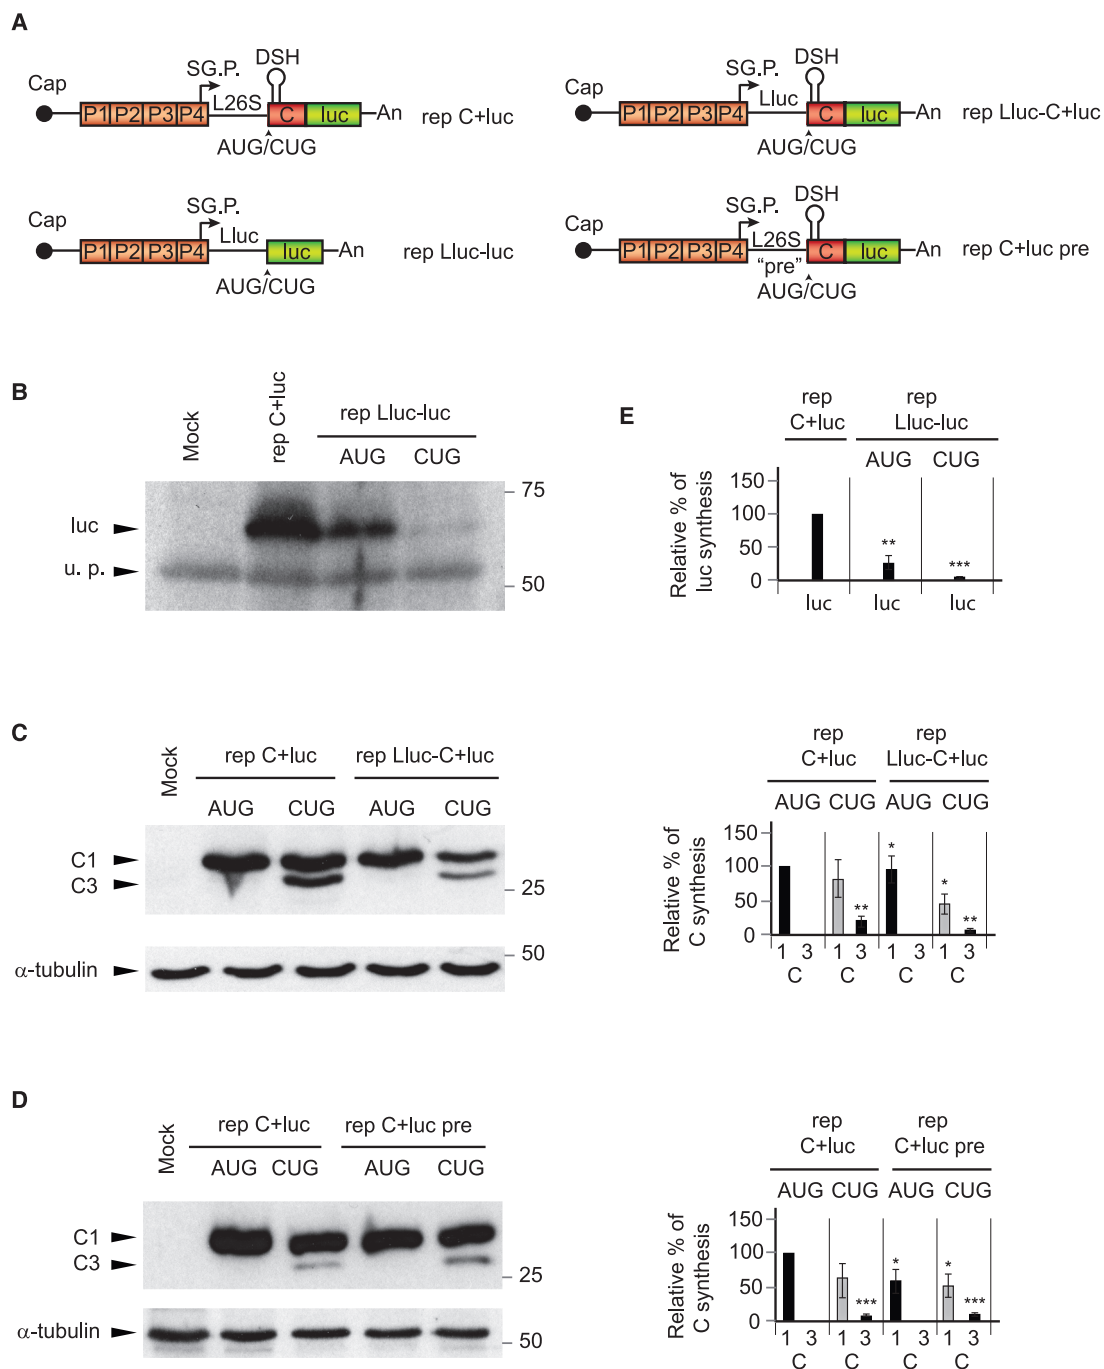 A
Cap
P1 P2 P3 P4
SG.P.
L26S
DSH
C luc
An
AUG/CUG
rep C+luc
Cap
P1 P2 P3 P4
SG.P.
Lluc
DSH
C luc
An
AUG/CUG
rep Lluc-C+luc
Cap
P1 P2 P3 P4
SG.P.
Lluc
luc
An
AUG/CUG
rep Lluc-luc
Cap
P1 P2 P3 P4
SG.P.
L26S
"pre"
DSH
C luc
An
AUG/CUG
rep C+luc pre
B
Mock
rep C+luc
rep Lluc-luc
AUG CUG
luc
u. p.
75
50
E
rep
C+luc
rep
Lluc-luc
AUG CUG
Relative % of
luc synthesis
150
100
50
0
**
***
luc luc luc
C
Mock
rep C+luc
rep Lluc-C+luc
AUG CUG AUG CUG
C1
C3
25
α-tubulin
50
rep
C+luc
rep
Lluc-C+luc
AUG CUG AUG CUG
Relative % of
C synthesis
150
100
50
0
**
*
*
**
1 3 1 3 1 3 1 3
C C C C
D
Mock
rep C+luc
rep C+luc pre
AUG CUG AUG CUG
C1
C3
25
α-tubulin
50
rep
C+luc
rep
C+luc pre
AUG CUG AUG CUG
Relative % of
C synthesis
150
100
50
0
***
*
*
***
1 3 1 3 1 3 1 3
C C C C